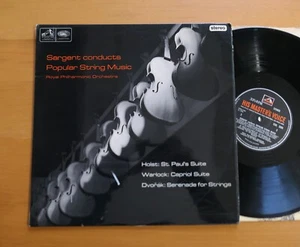 stereo
Sargent conducts
Popular String Music
Royal Philharmonic Orchestra
Holst: St. Paul's Suite
Warlock: Capriol Suite
Dvořák: Serenade for Strings
HIS MASTER'S VOICE